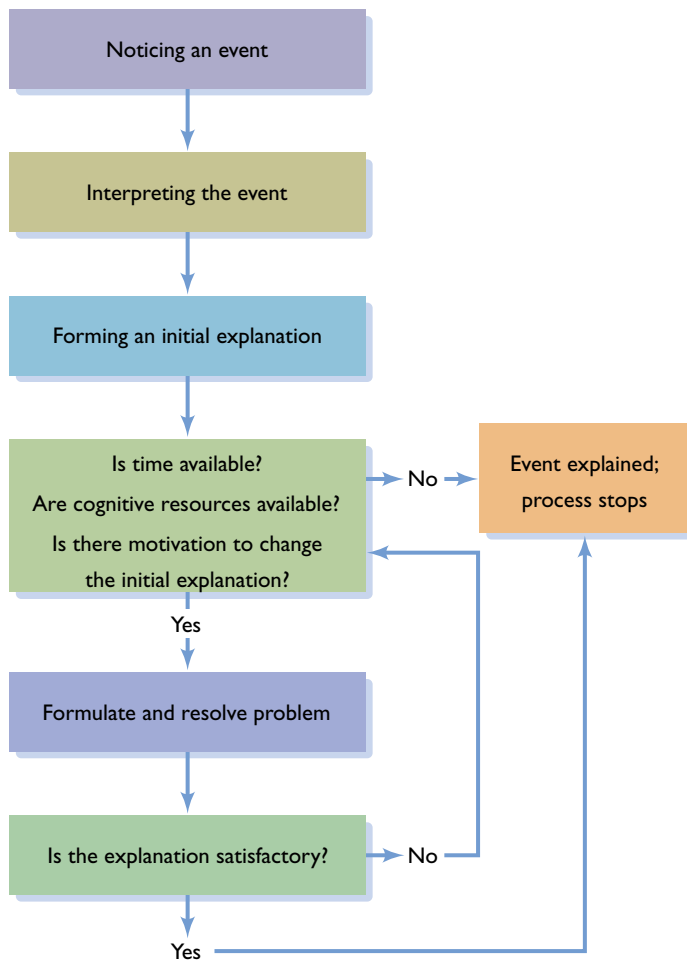 Noticing an event
Interpreting the event
Forming an initial explanation
Is time available?
Are cognitive resources available?
Is there motivation to change
the initial explanation?
No
Event explained;
process stops
Yes
Formulate and resolve problem
Is the explanation satisfactory?
No
Yes